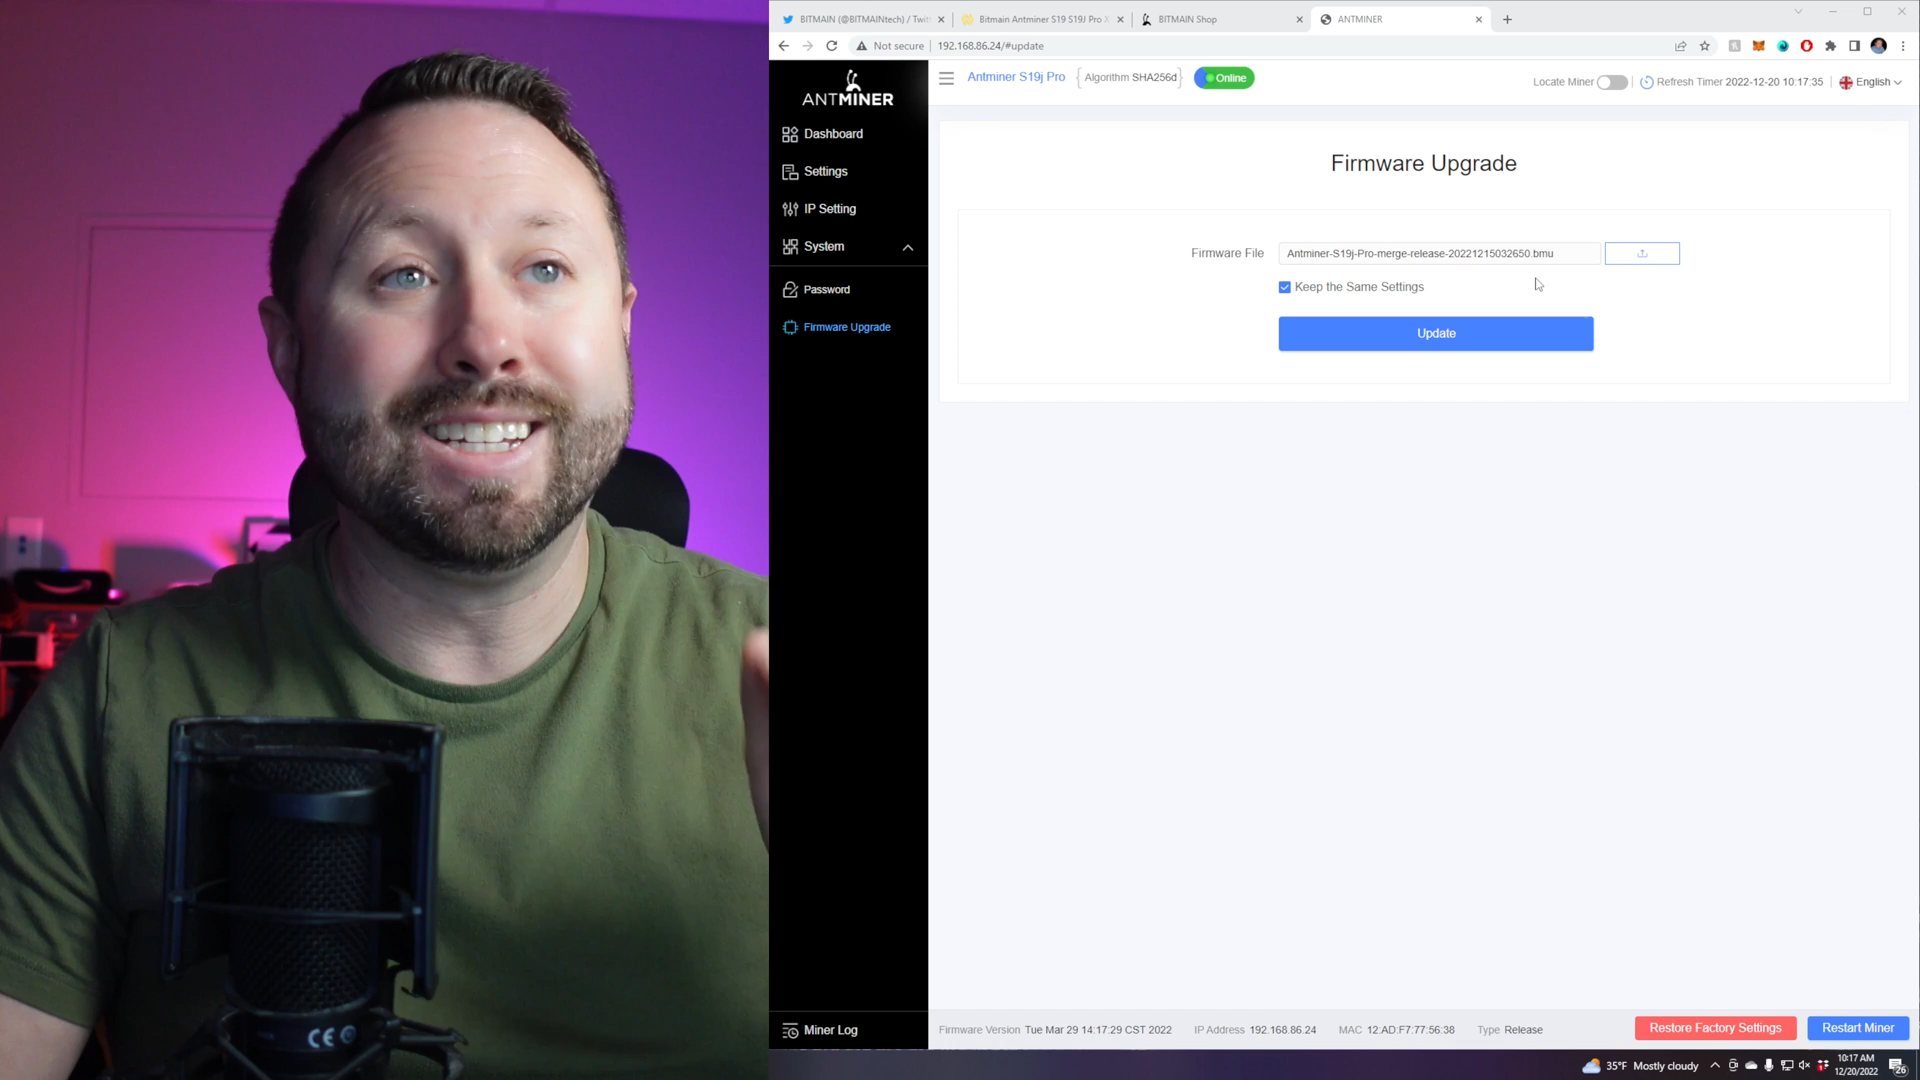 BITMAIN (@BITMAINtech) / Twit
Bitmain Antminer S19 S19J Pro X
BITMAIN Shop
ANTMINER
Not secure
192.168.86.24/#update
ANTMINER
Dashboard
Settings
IP Setting
System
Password
Firmware Upgrade
Miner Log
Antminer S19j Pro
{Algorithm SHA256d}
Online
Locate Miner
Refresh Timer 2022-12-20 10:17:35
English
Firmware Upgrade
Firmware File
Antminer-S19j-Pro-merge-release-20221215032650.bmu
Keep the Same Settings
Update
Firmware Version Tue Mar 29 14:17:29 CST 2022
IP Address 192.168.86.24
MAC 12:AD:F7:77:56:38
Type Release
Restore Factory Settings
Restart Miner
35°F Mostly cloudy
10:17 AM
12/20/2022
26
CE